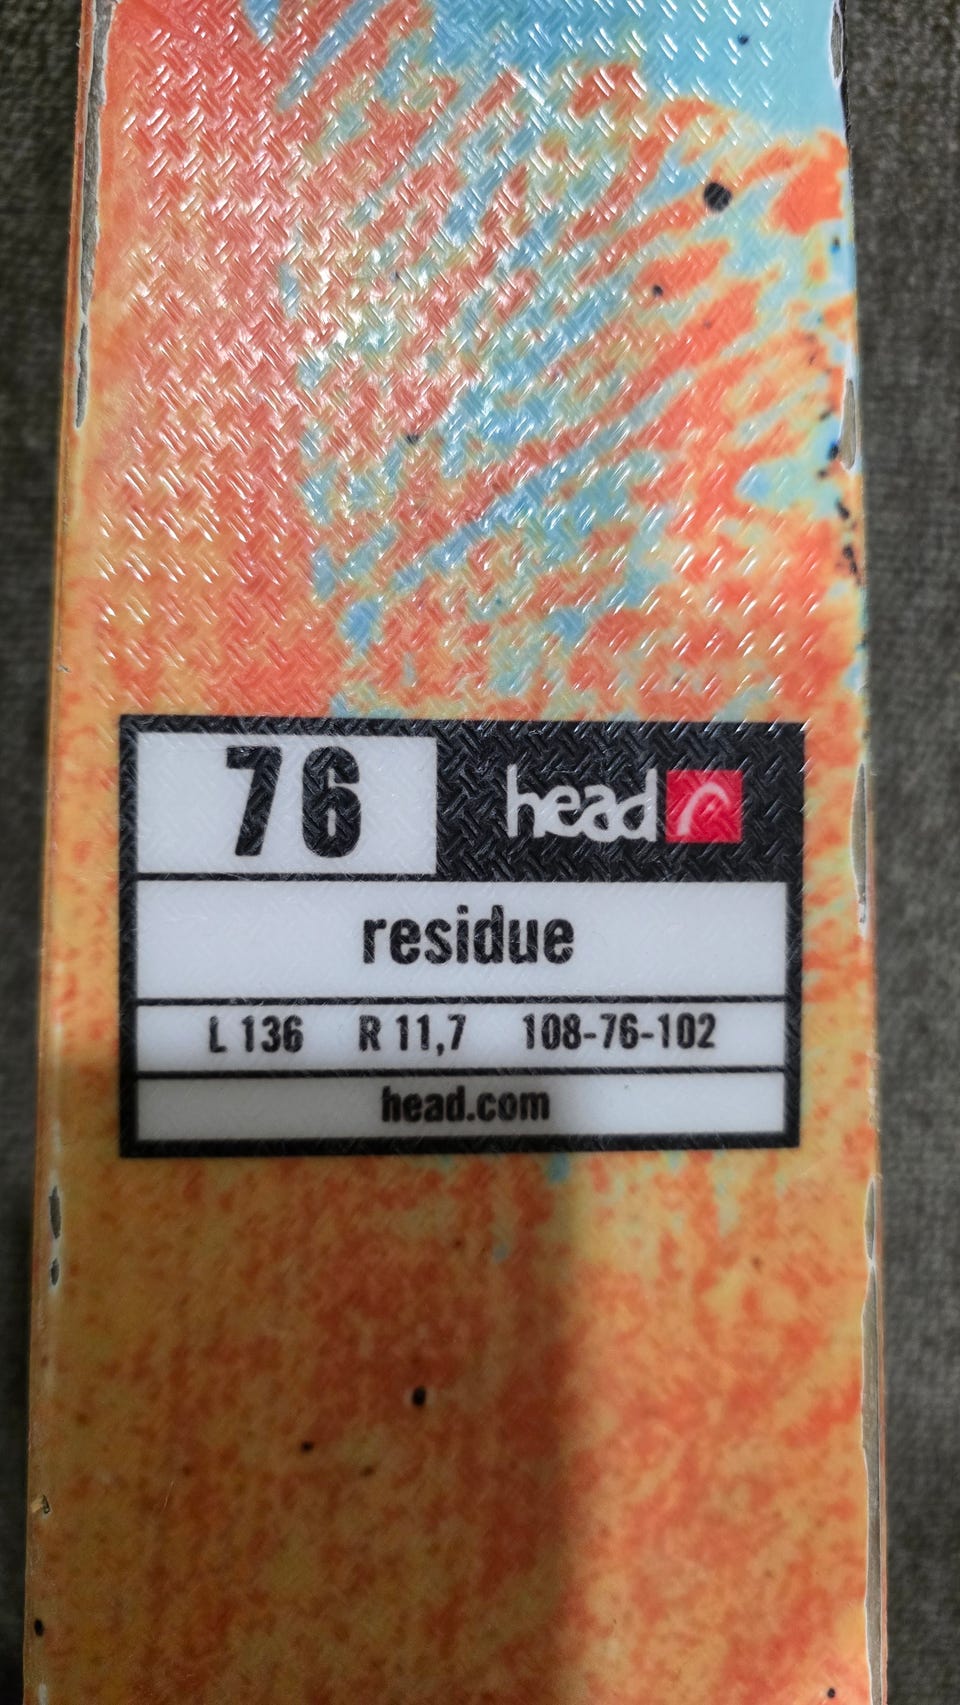 76 head
residue
L 136 R 11,7 108-76-102
head.com